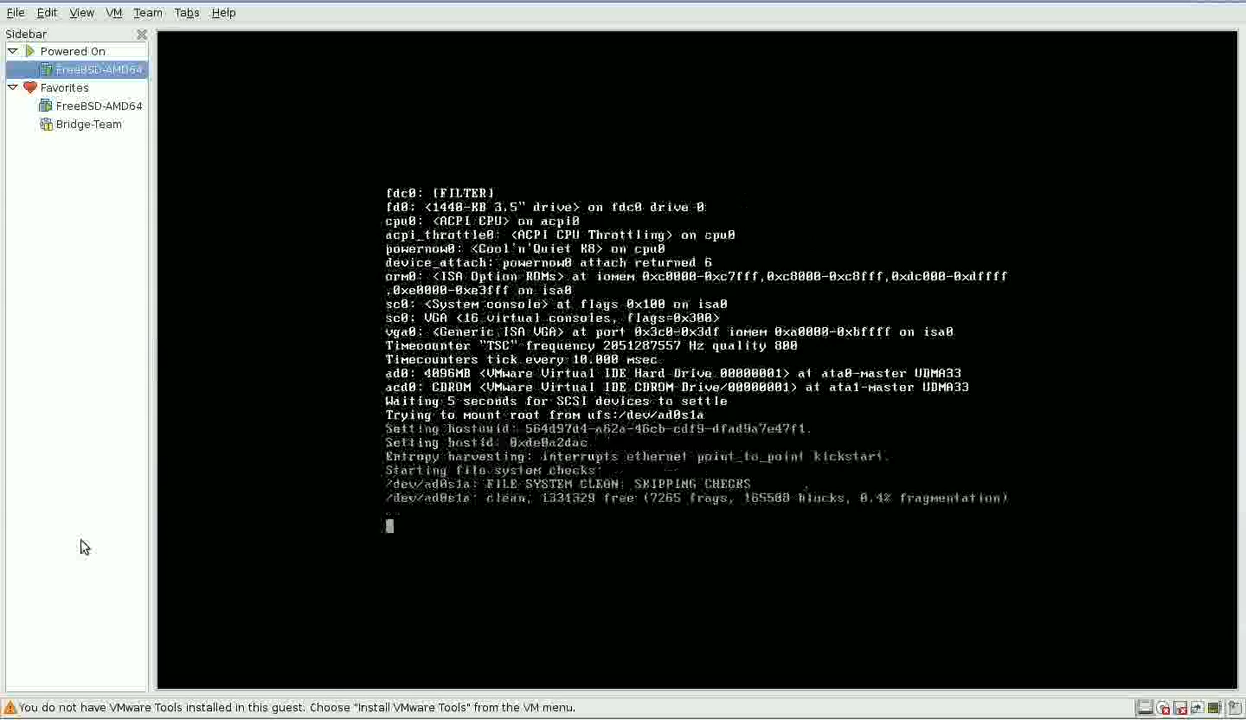 File Edit View VM Team Tabs Help
Sidebar
Powered On
FreeBSD-AMD64
Favorites
FreeBSD-AMD64
Bridge-Team
fdc0: [FILTER]
fd0: <1440-KB 3.5" drive> on fdc0 drive 0
cpu0: <ACPI CPU> on acpi0
acpi_throttle0: <ACPI CPU Throttling> on cpu0
powernow0: <Cool'n'Quiet K8> on cpu0
device_attach: powernow0 attach returned 6
orm0: <ISA Option ROMs> at iomem 0xc0000-0xc7fff,0xc8000-0xc8fff,0xdc000-0xdffff
,0xe0000-0xe3fff on isa0
sc0: <System console> at flags 0x100 on isa0
sc0: VGA <16 virtual consoles, flags=0x300>
vga0: <Generic ISA VGA> at port 0x3c0-0x3df iomem 0xa0000-0xbffff on isa0
Timecounter "TSC" frequency 2051287557 Hz quality 800
Timecounters tick every 10.000 msec
ad0: 4096MB <VMware Virtual IDE Hard Drive 00000001> at ata0-master UDMA33
acd0: CDROM <VMware Virtual IDE CDROM Drive/00000001> at ata1-master UDMA33
Waiting 5 seconds for SCSI devices to settle
Trying to mount root from ufs:/dev/ad0s1a
Setting hostuuid: 564d97d4-a62a-46cb-cdf9-dfad9a7e47f1.
Setting hostid: 0xde0a2dac.
Entropy harvesting: interrupts ethernet point_to_point kickstart.
Starting file system checks:
/dev/ad0s1a: FILE SYSTEM CLEAN; SKIPPING CHECKS
/dev/ad0s1a: clean, 1331329 free (7265 frags, 165508 blocks, 0.4% fragmentation)
You do not have VMware Tools installed in this guest. Choose "Install VMware Tools" from the VM menu.